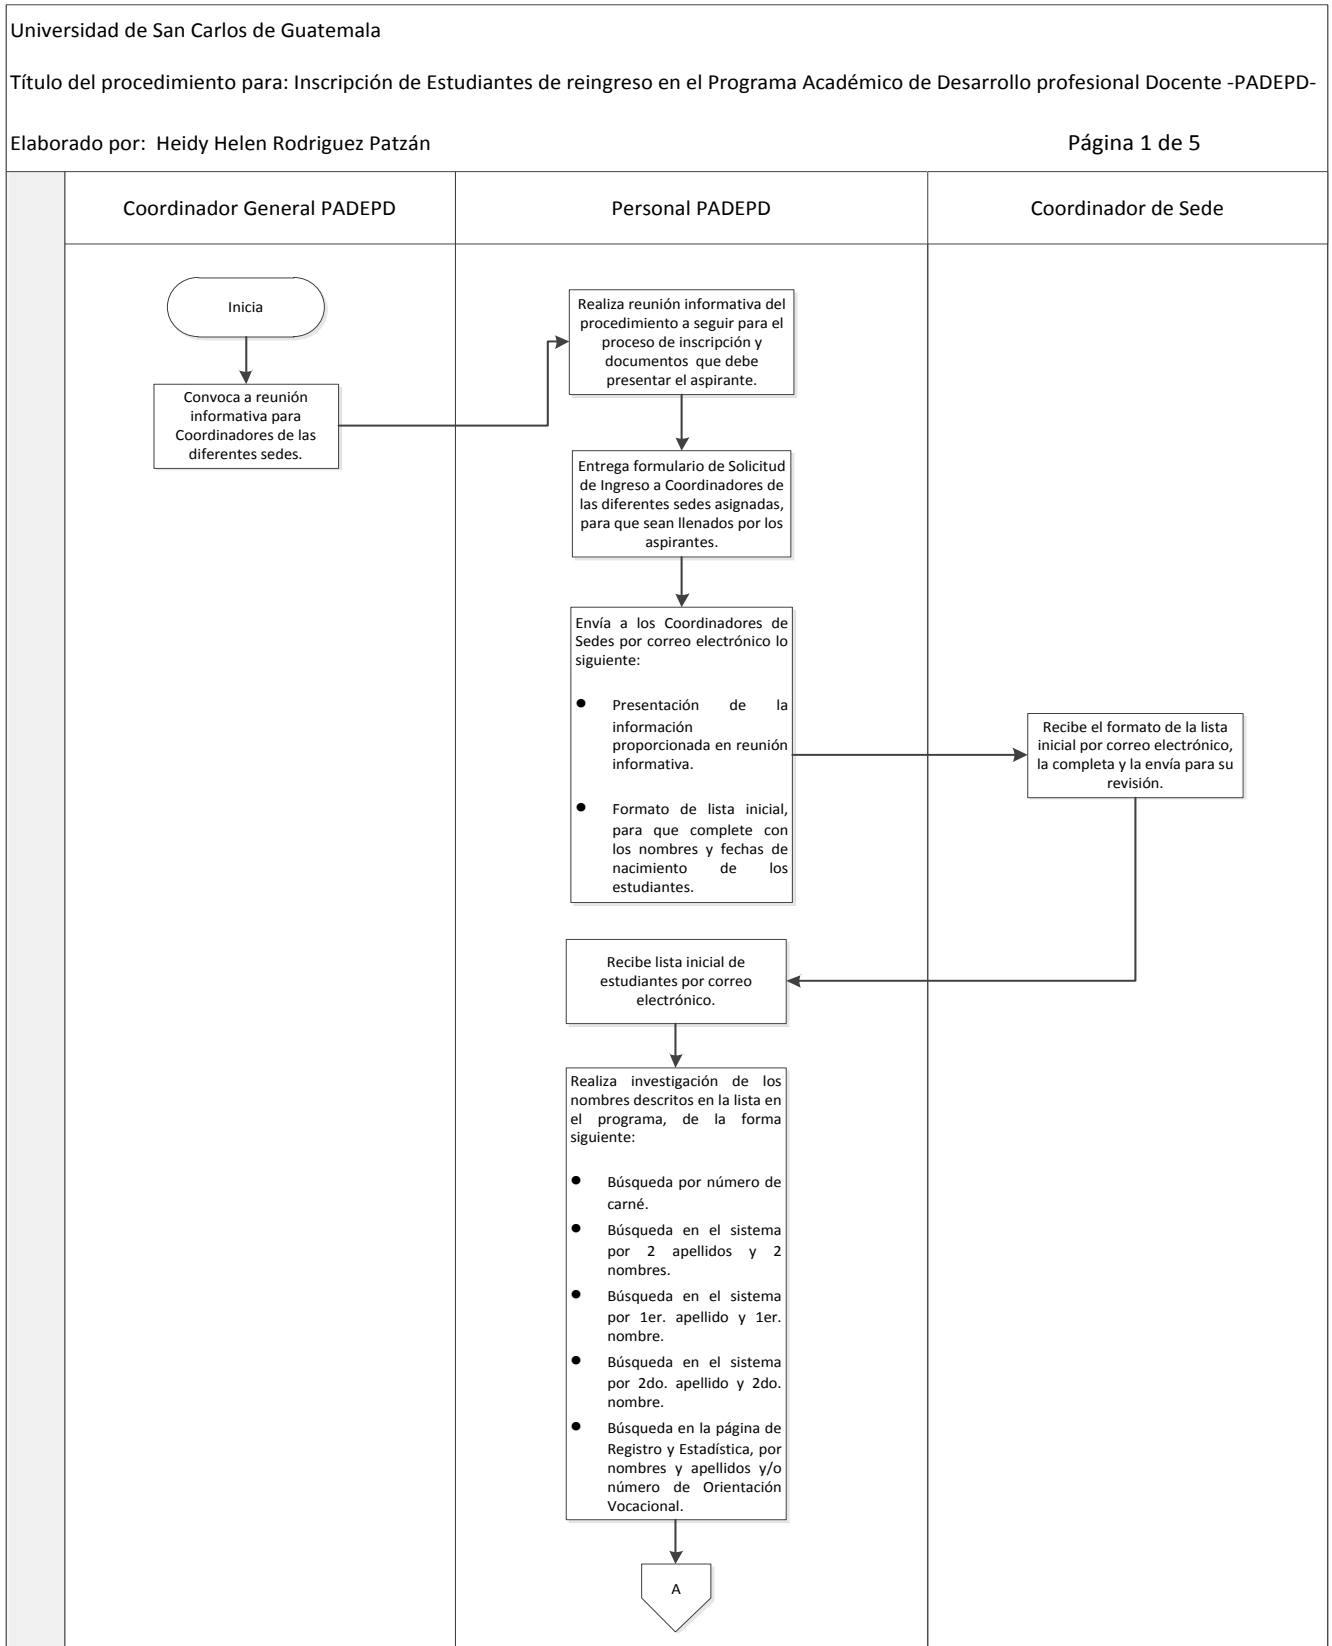 Universidad de San Carlos de Guatemala
Título del procedimiento para: Inscripción de Estudiantes de reingreso en el Programa Académico de Desarrollo profesional Docente -PADEPD-
Elaborado por:  Heidy Helen Rodriguez Patzán
Página 1 de 5
Coordinador General PADEPD
Personal PADEPD
Coordinador de Sede
Inicia
Convoca a reunión
informativa para
Coordinadores de las
diferentes sedes.
Realiza reunión informativa del
procedimiento a seguir para el
proceso de inscripción y
documentos  que debe
presentar el aspirante.
Entrega formulario de Solicitud
de Ingreso a Coordinadores de
las diferentes sedes asignadas,
para que sean llenados por los
aspirantes.
Envía a los Coordinadores de
Sedes por correo electrónico lo
siguiente:
● Presentación de la
información
proporcionada en reunión
informativa.
● Formato de lista inicial,
para que complete con
los nombres y fechas de
nacimiento de los
estudiantes.
Recibe el formato de la lista
inicial por correo electrónico,
la completa y la envía para su
revisión.
Recibe lista inicial de
estudiantes por correo
electrónico.
Realiza investigación de los
nombres descritos en la lista en
el programa, de la forma
siguiente:
● Búsqueda por número de
carné.
● Búsqueda en el sistema
por 2 apellidos y 2
nombres.
● Búsqueda en el sistema
por 1er. apellido y 1er.
nombre.
● Búsqueda en el sistema
por 2do. apellido y 2do.
nombre.
● Búsqueda en la página de
Registro y Estadística, por
nombres y apellidos y/o
número de Orientación
Vocacional.
A